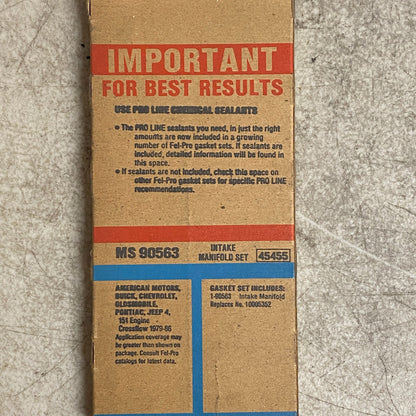 IMPORTANT
FOR BEST RESULTS
USE PRO LINE CHEMICAL SEALANTS
• The PRO LINE sealants you need, in just the right
amounts are now included in a growing
number of Fel-Pro gasket sets. If sealants are
included, detailed information will be found in
this space.
• If sealants are not included, check this space on
other Fel-Pro gasket sets for specific PRO LINE
recommendations.
MS 90563
INTAKE
MANIFOLD SET
45455
AMERICAN MOTORS,
BUICK, CHEVROLET,
OLDSMOBILE,
PONTIAC, JEEP 4,
151 Engine
Crossflow 1979-86
Application coverage may
be greater than shown on
package. Consult Fel-Pro
catalogs for latest data.
GASKET SET INCLUDES:
1-90563 Intake Manifold
Replaces No. 10005352